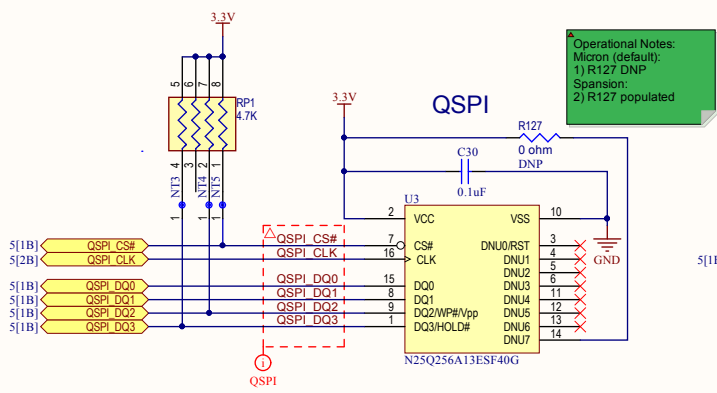 3.3V
5
6
7
8
RP1
4.7K
4
3
2
1
NT3
NT4
NT5
1
1
1
3.3V
QSPI
R127
0 ohm
DNP
C30
0.1uF
Operational Notes:
Micron (default):
1) R127 DNP
Spansion:
2) R127 populated
U3
2 VCC VSS 10
5[1B] QSPI_CS# QSPI_CS# 7 CS# DNU0/RST 3
5[2B] QSPI_CLK QSPI_CLK 16 CLK DNU1 4
DNU2 5
5[1B] QSPI_DQ0 QSPI_DQ0 15 DQ0 DNU3 6
5[1B] QSPI_DQ1 QSPI_DQ1 8 DQ1 DNU4 11
5[1B] QSPI_DQ2 QSPI_DQ2 9 DQ2/WP#/Vpp DNU5 12
5[1B] QSPI_DQ3 QSPI_DQ3 1 DQ3/HOLD# DNU6 13
DNU7 14
GND
5[1B
i
QSPI
N25Q256A13ESF40G